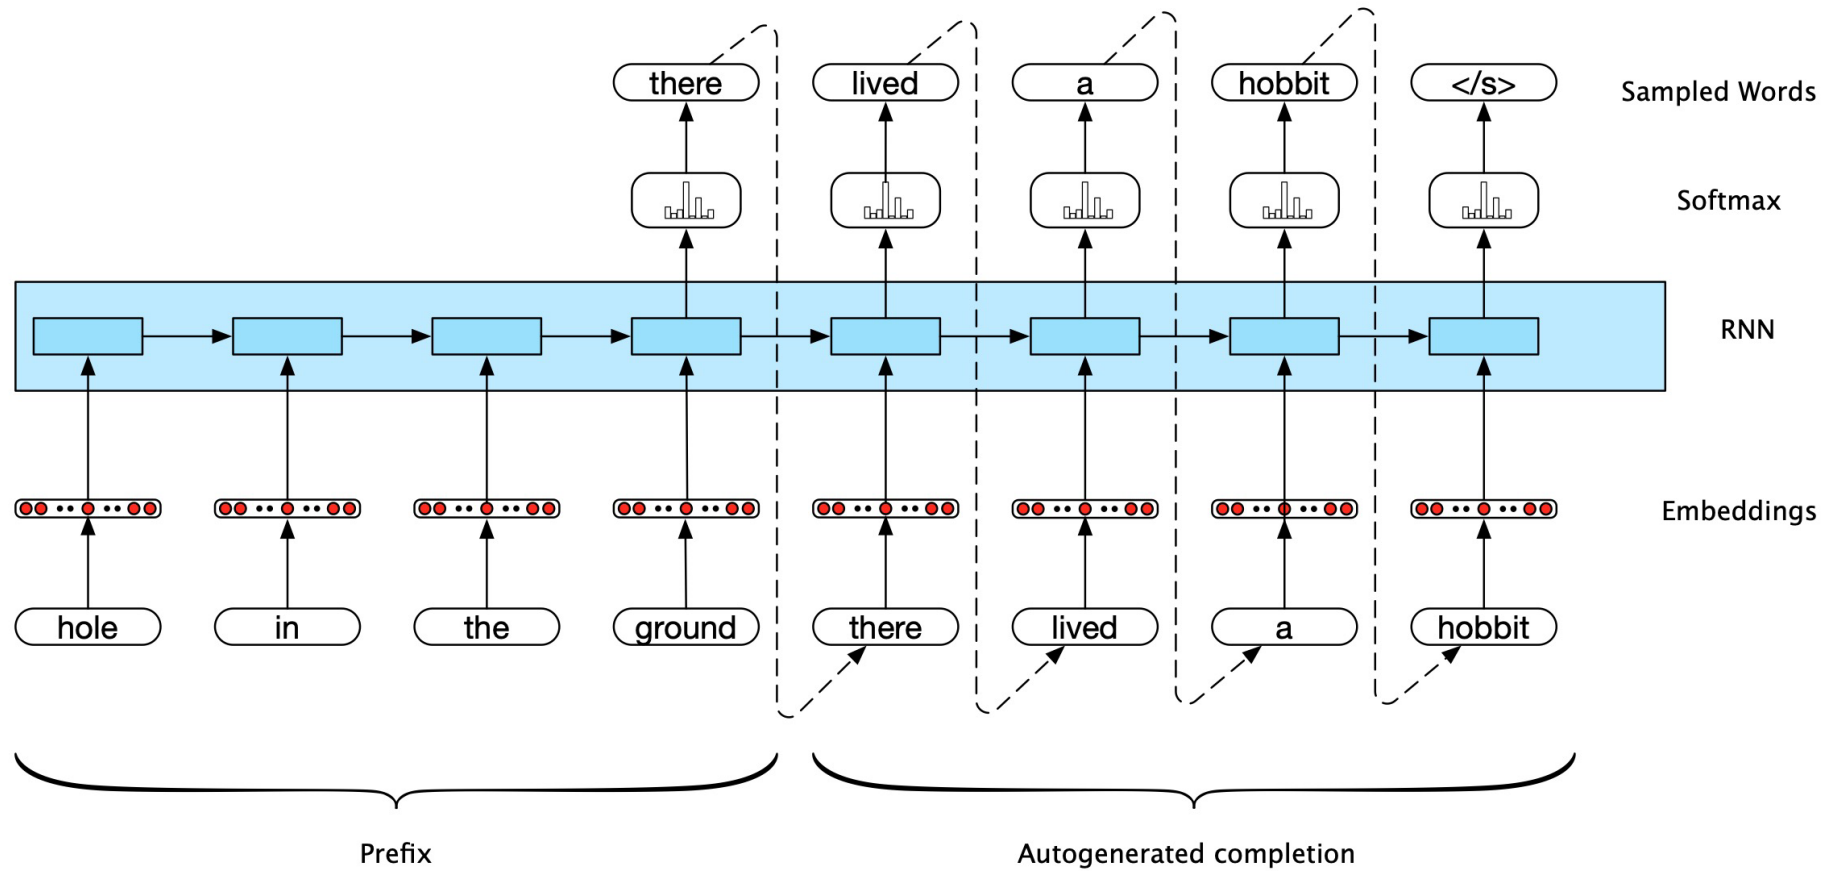 there lived a hobbit </s> Sampled Words
Softmax
RNN
Embeddings
hole in the ground there lived a hobbit
Prefix Autogenerated completion